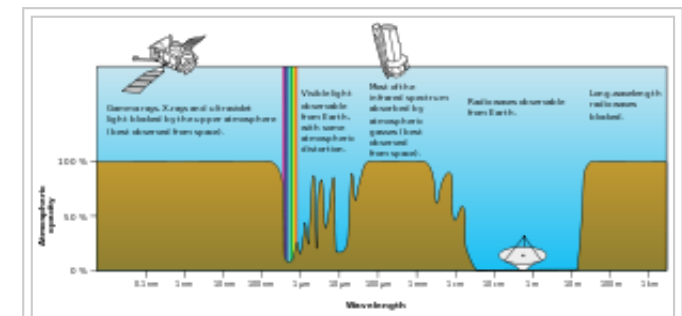 Gamma rays, X-rays and ultraviolet
light blocked by the upper atmosphere
(best observed from space).
Visible light
observable
from Earth,
with some
atmospheric
distortion.
Most of the
infrared spectrum
absorbed by
atmospheric
gasses (best
observed
from space).
Radio waves observable
from Earth.
Long-wavelength
radio waves
blocked.
Atmospheric
opacity
100 %
50 %
0 %
0.1 nm 1 nm 10 nm 100 nm 1 µm 10 µm 100 µm 1 mm 1 cm 10 cm 1 m 10 m 100 m 1 km
Wavelength